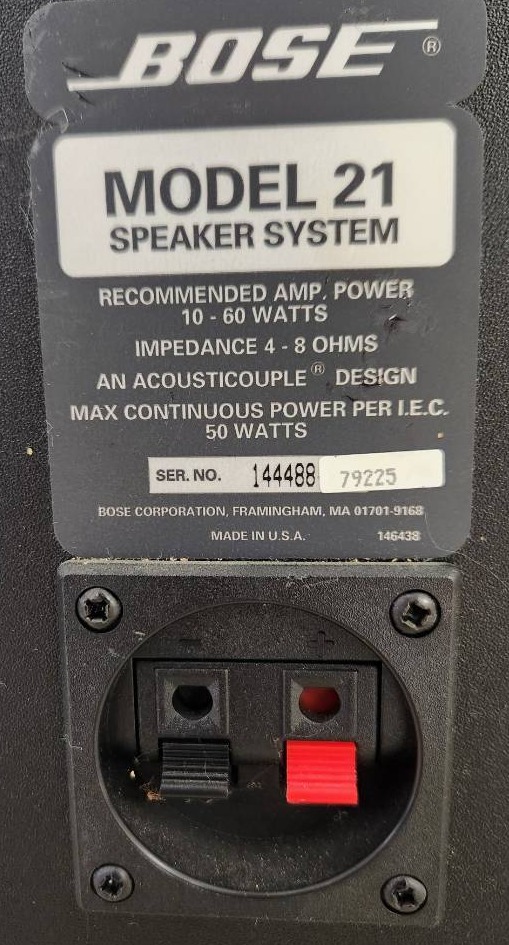 BOSE®
MODEL 21
SPEAKER SYSTEM
RECOMMENDED AMP. POWER
10 - 60 WATTS
IMPEDANCE 4 - 8 OHMS
AN ACOUSTICOUPLE® DESIGN
MAX CONTINUOUS POWER PER I.E.C.
50 WATTS
SER. NO. 144488 79225
BOSE CORPORATION, FRAMINGHAM, MA 01701-9168
MADE IN U.S.A. 146438
- +